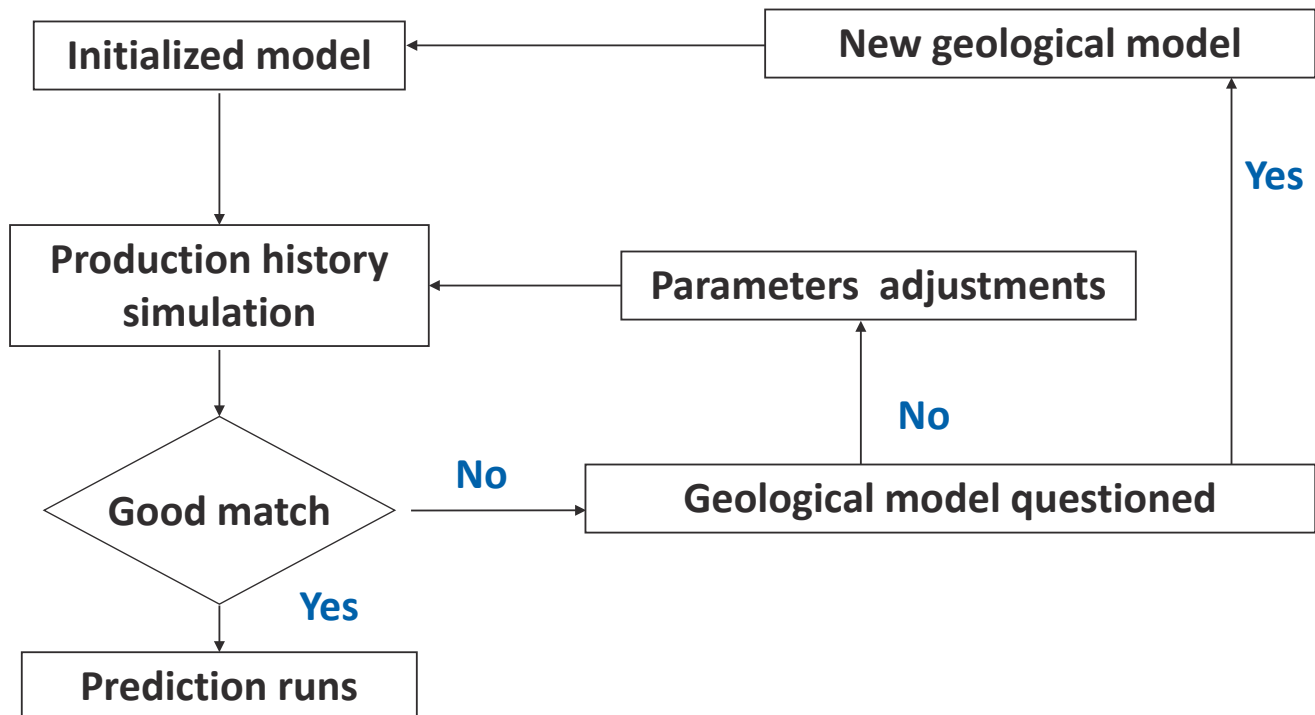 Initialized model
New geological model
Yes
Production history
simulation
Parameters  adjustments
No
Good match
No
Geological model questioned
Yes
Prediction runs